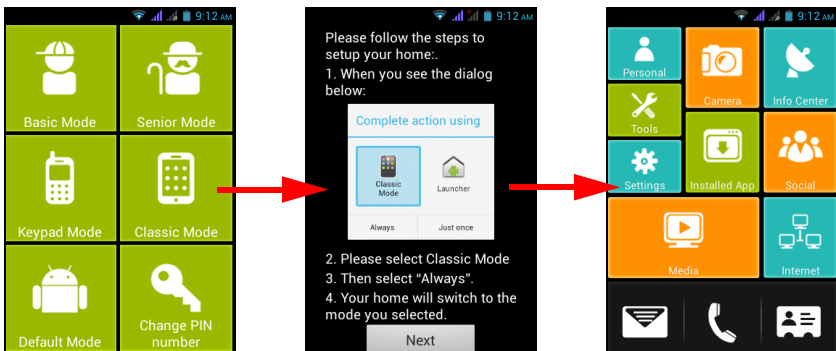 9:12 AM
Basic Mode
Senior Mode
Keypad Mode
Classic Mode
Default Mode
Change PIN
number
9:12 AM
Please follow the steps to
setup your home:.
1. When you see the dialog
below:
Complete action using
Classic
Mode
Launcher
Always
Just once
2. Please select Classic Mode
3. Then select “Always”.
4. Your home will switch to the
mode you selected.
Next
9:12 AM
Personal
Camera
Info Center
Tools
Settings
Installed App
Social
Media
Internet